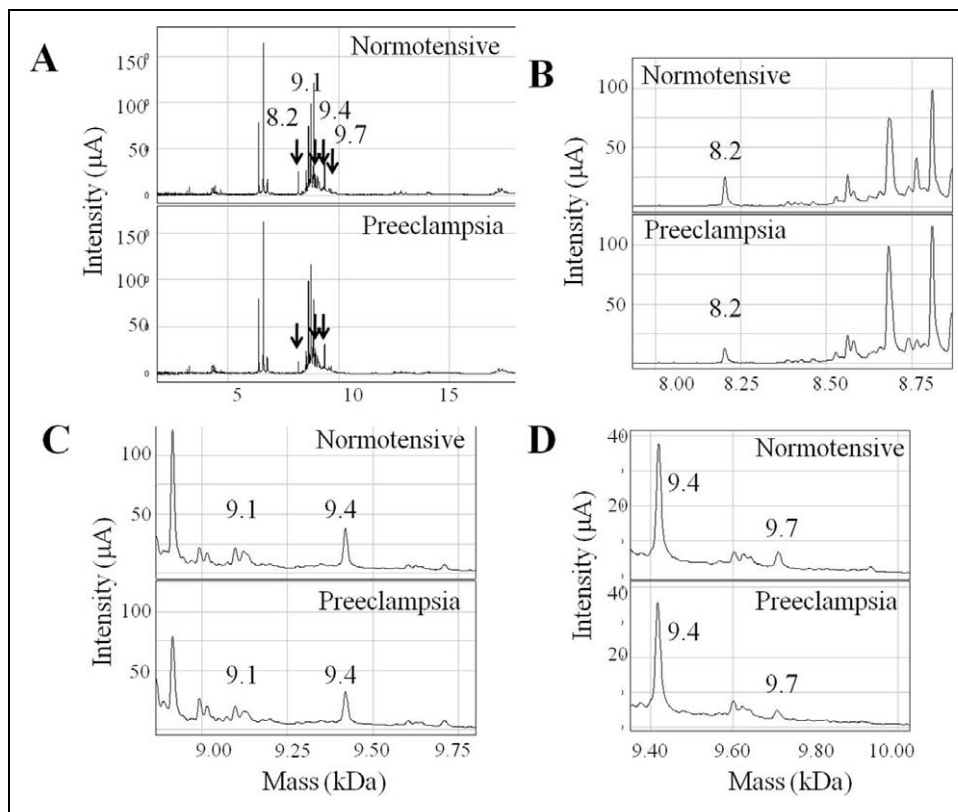 A
Normotensive
150
100
50
0
8.2
9.1
9.4
9.7
Preeclampsia
150
100
50
0
5
10
15
Intensity (µA)
B
Normotensive
100
50
8.2
Preeclampsia
100
50
8.2
8.00
8.25
8.50
8.75
Intensity (µA)
C
Normotensive
100
50
9.1
9.4
Preeclampsia
100
50
9.1
9.4
9.00
9.25
9.50
9.75
Intensity (µA)
Mass (kDa)
D
Normotensive
40
20
0
9.4
9.7
Preeclampsia
40
20
0
9.4
9.7
9.40
9.60
9.80
10.00
Intensity (µA)
Mass (kDa)